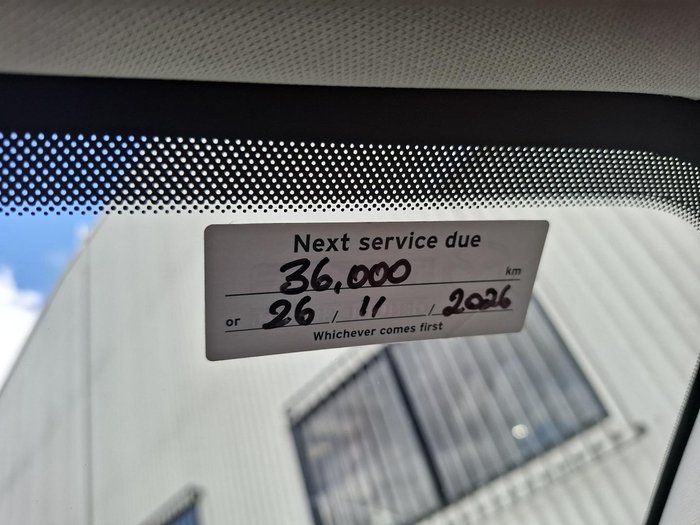 Next service due
36,000 km
or 26 / 11 / 2026
Whichever comes first